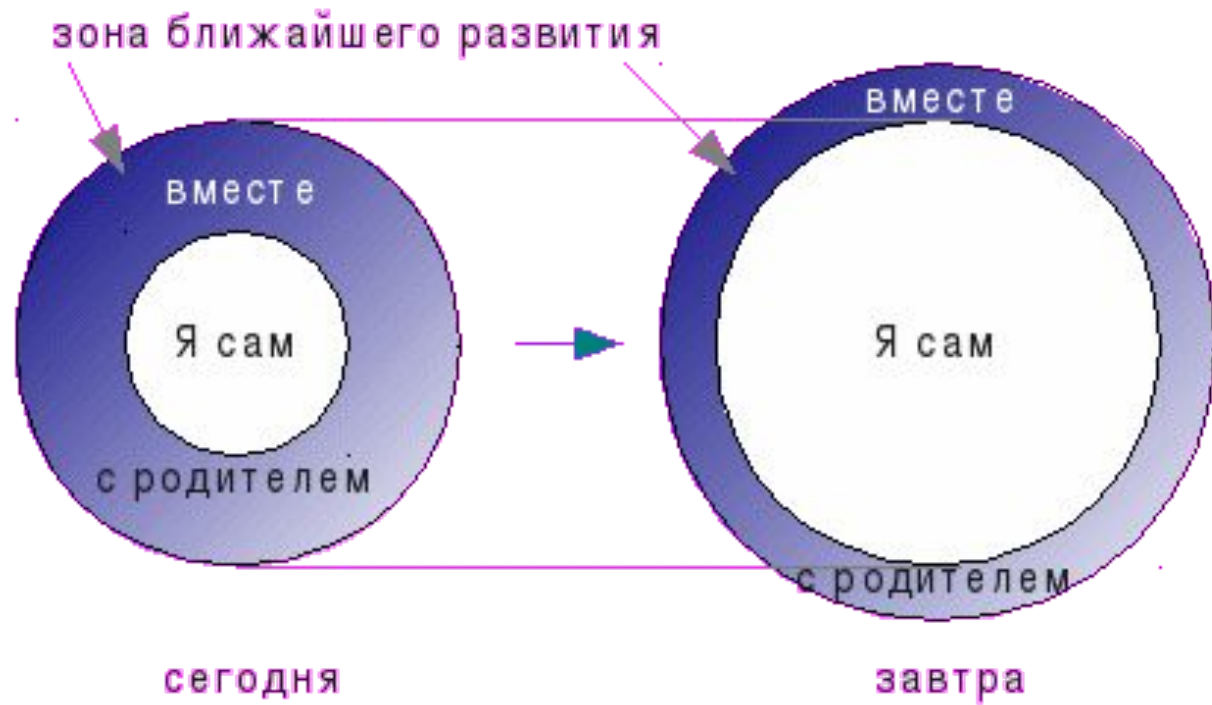 зона ближайшего развития
вместе
Я сам
с родителем
сегодня
вместе
Я сам
с родителем
завтра